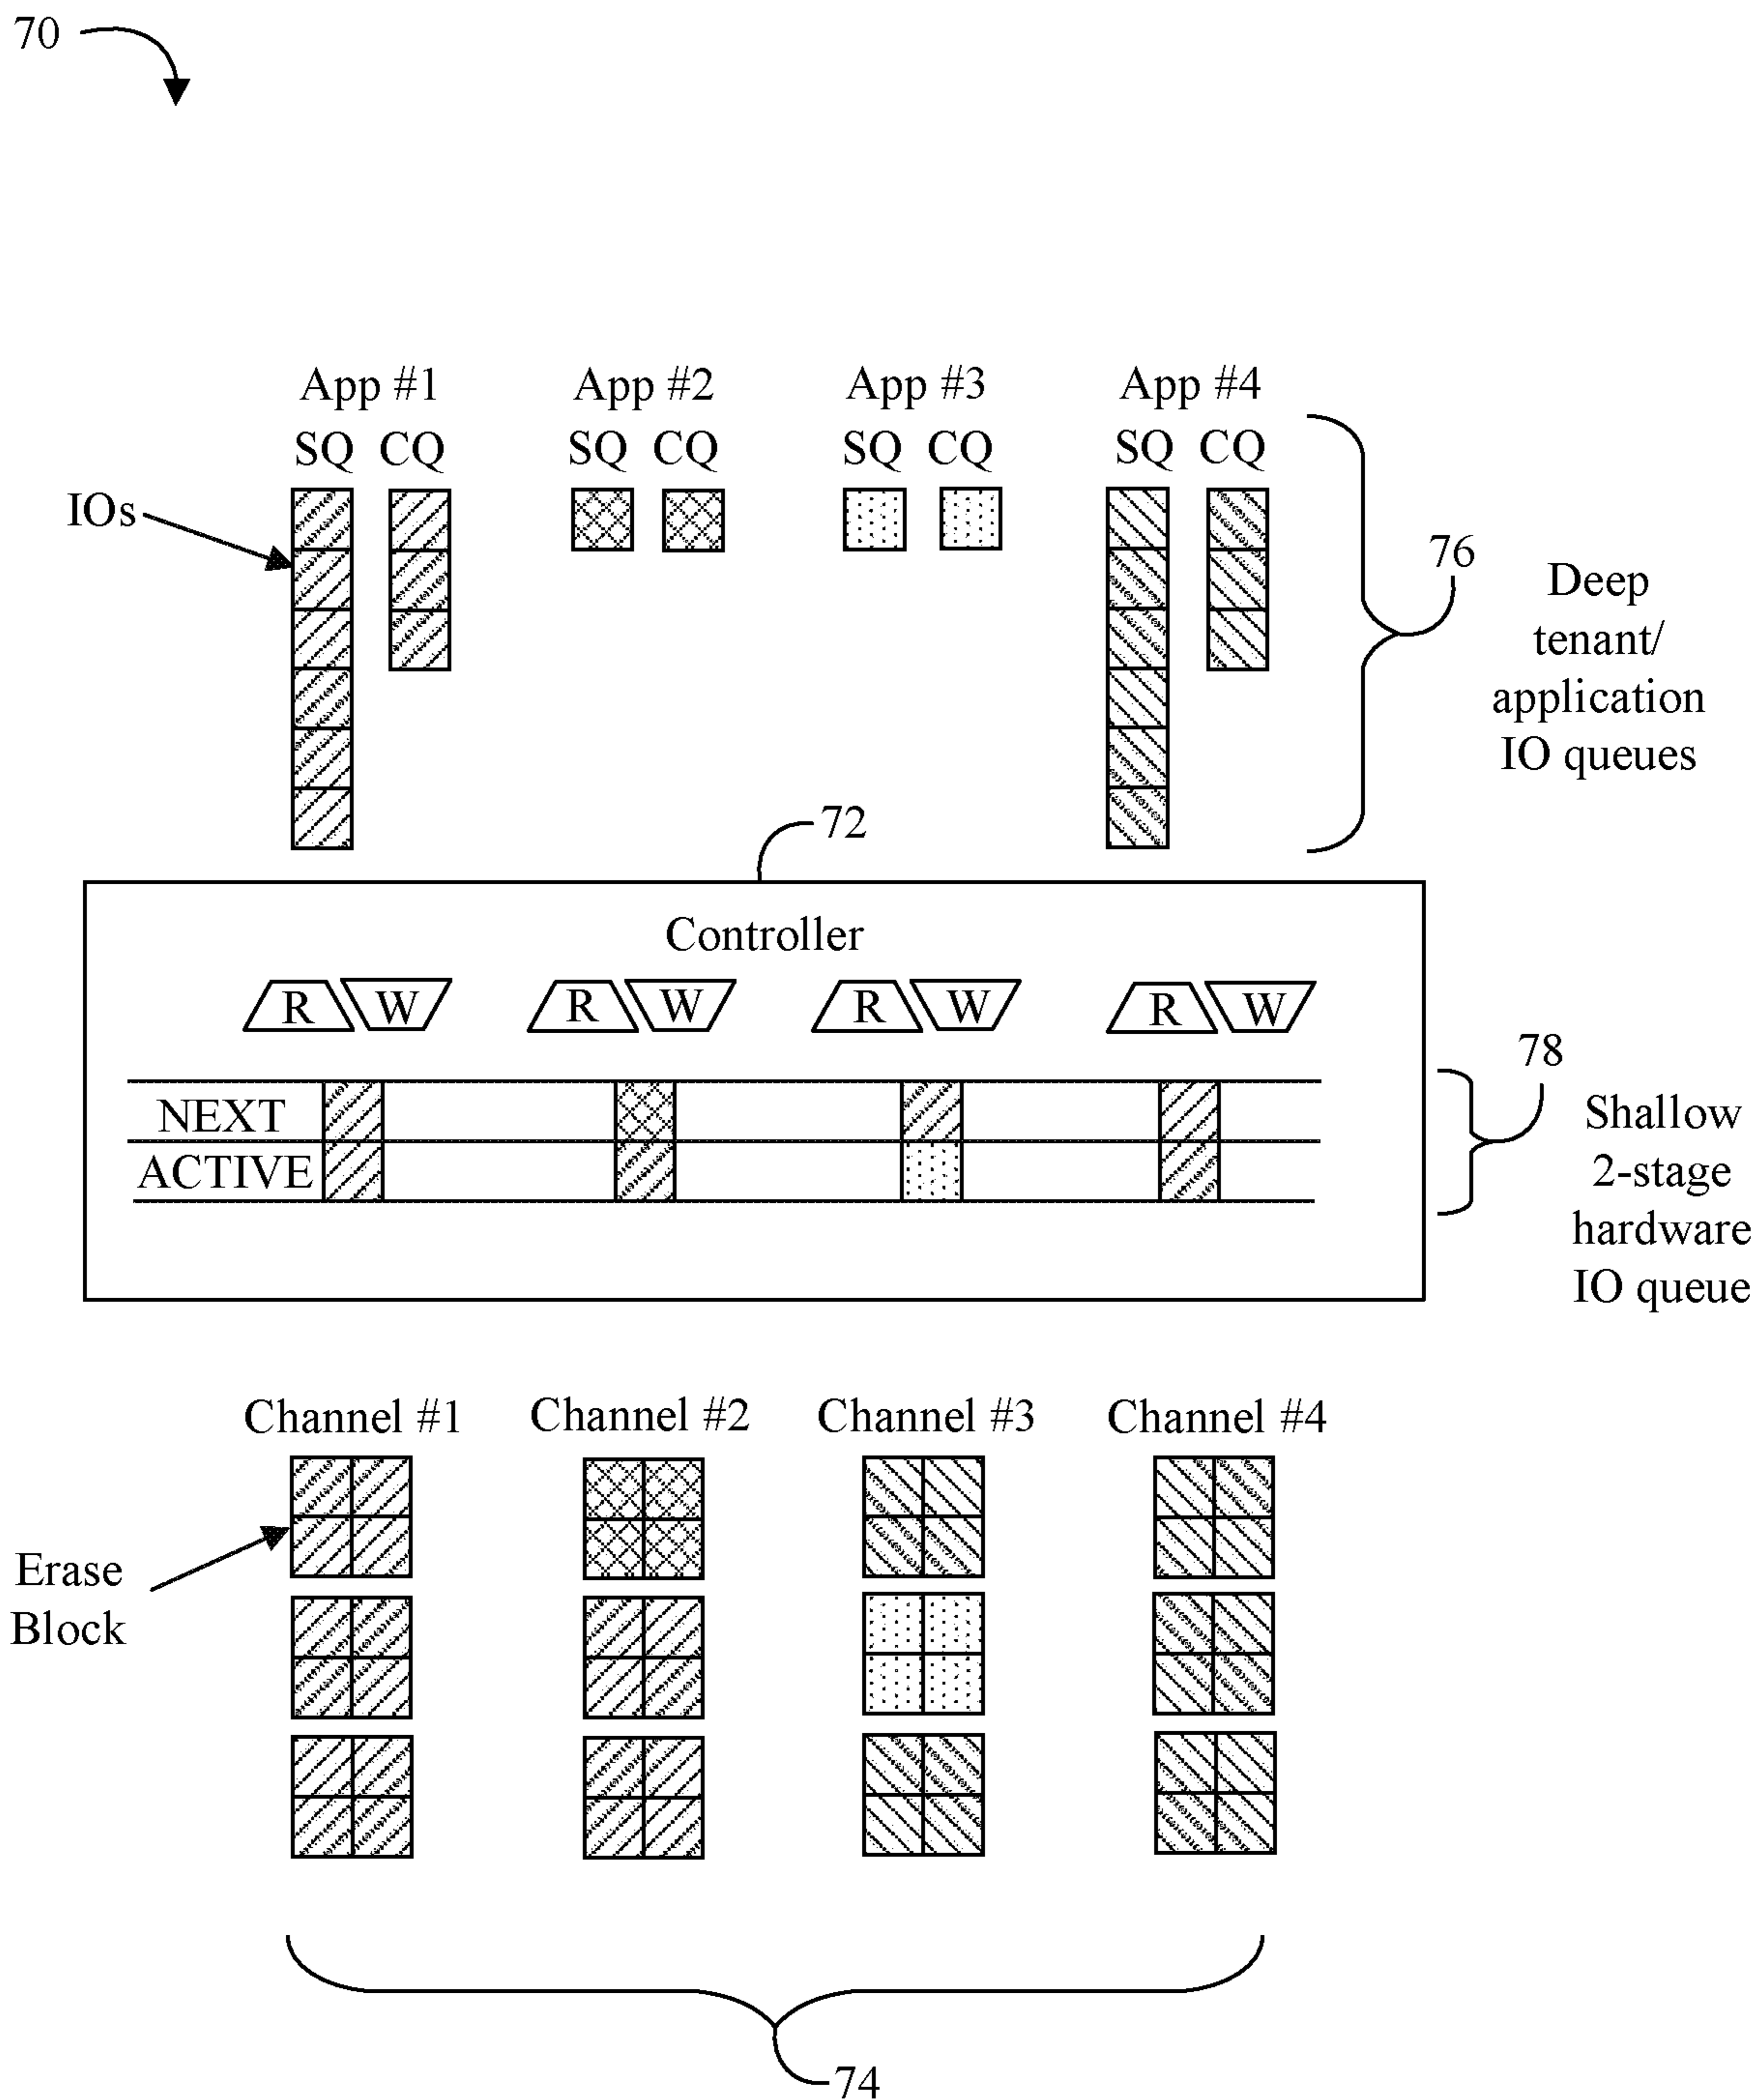 70
App #1 App #2 App #3 App #4
SQ CQ SQ CQ SQ CQ SQ CQ
IOs
76
Deep
tenant/
application
IO queues
72
Controller
R W R W R W R W
78
NEXT
ACTIVE
Shallow
2-stage
hardware
IO queue
Channel #1 Channel #2 Channel #3 Channel #4
Erase
Block
74